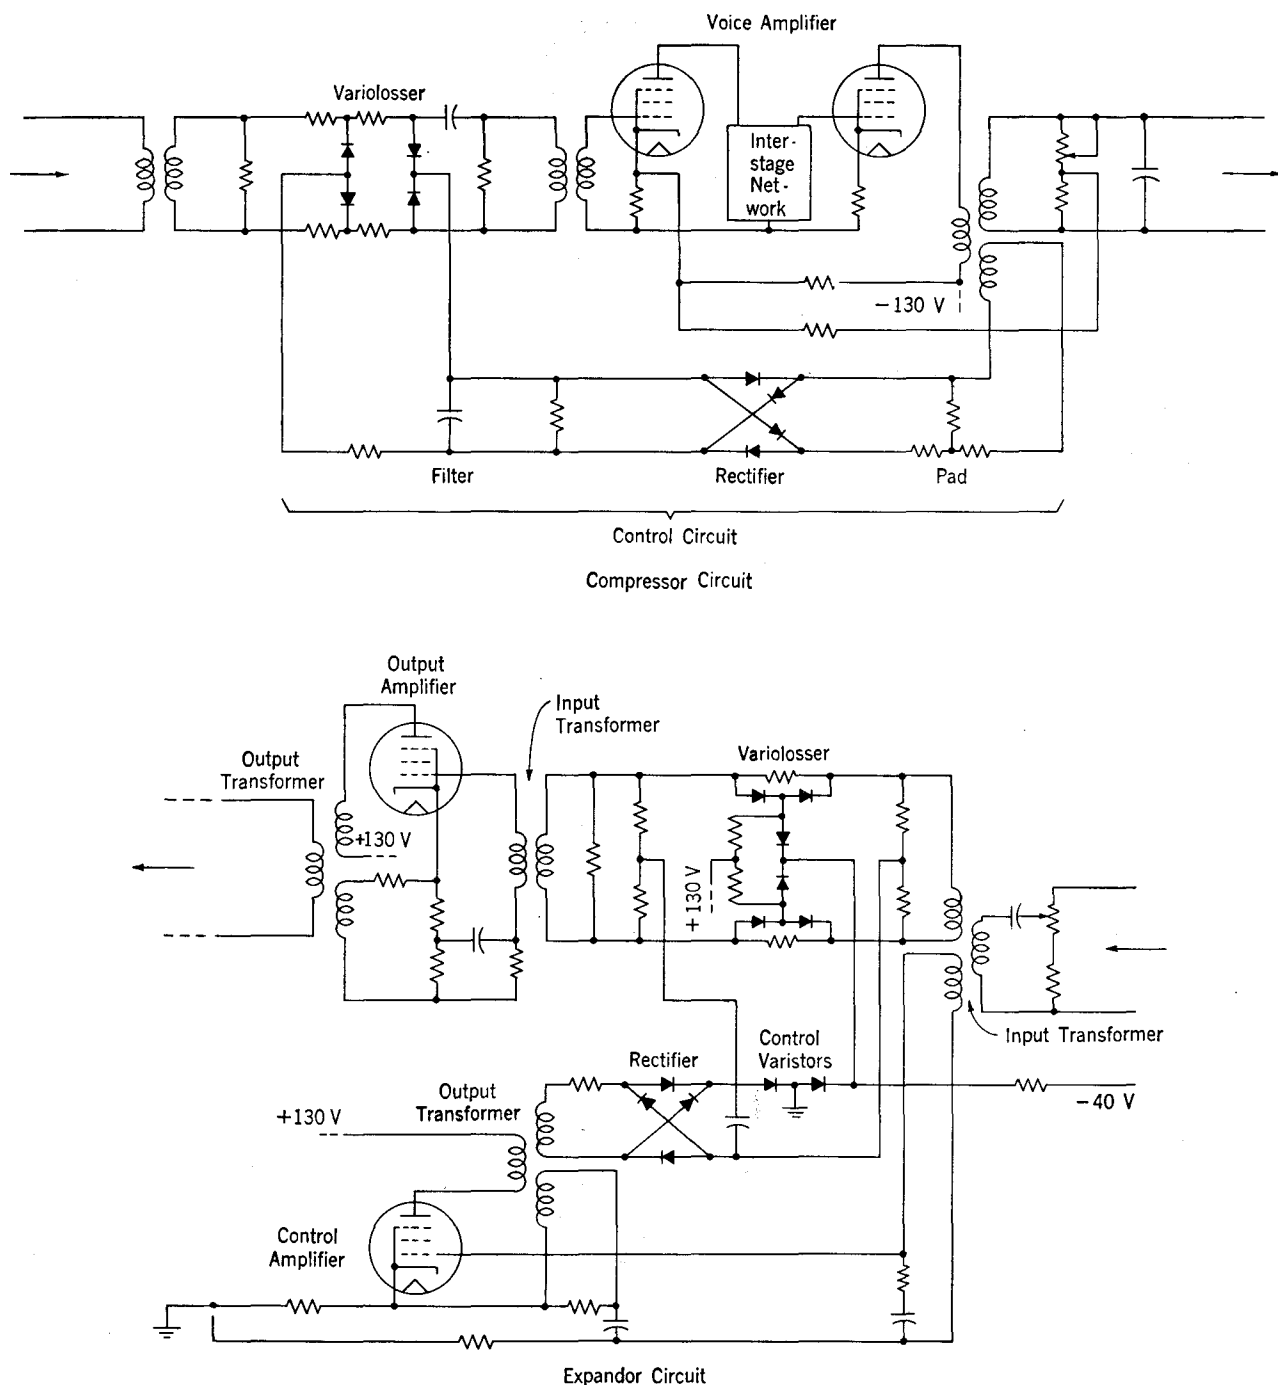 Voice Amplifier
Variolosser
Inter-
stage
Net-
work
−130 V
Filter
Rectifier
Pad
Control Circuit
Compressor Circuit
Output
Amplifier
Input
Transformer
Output
Transformer
Variolosser
+130 V
+130 V
Input Transformer
Control
Varistors
Rectifier
Output
Transformer
−40 V
+130 V
Control
Amplifier
Expandor Circuit